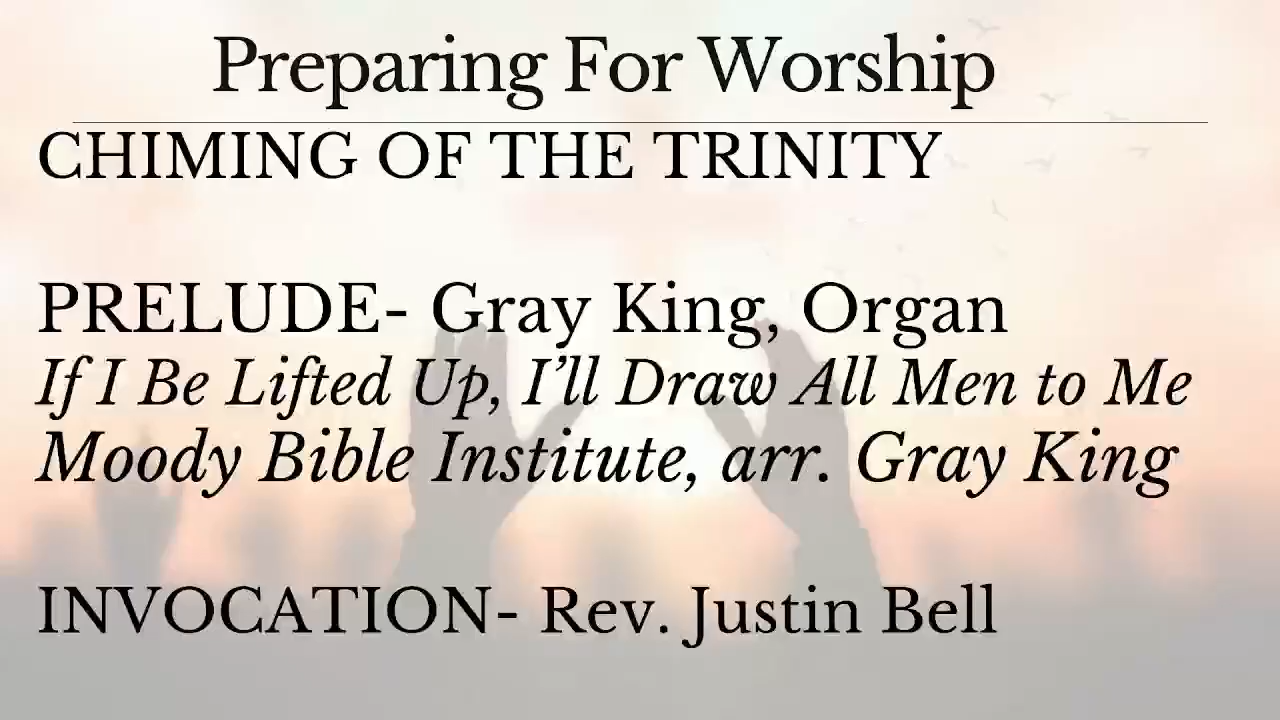 Preparing For Worship
CHIMING OF THE TRINITY
PRELUDE- Gray King, Organ
If I Be Lifted Up, I’ll Draw All Men to Me
Moody Bible Institute, arr. Gray King
INVOCATION- Rev. Justin Bell